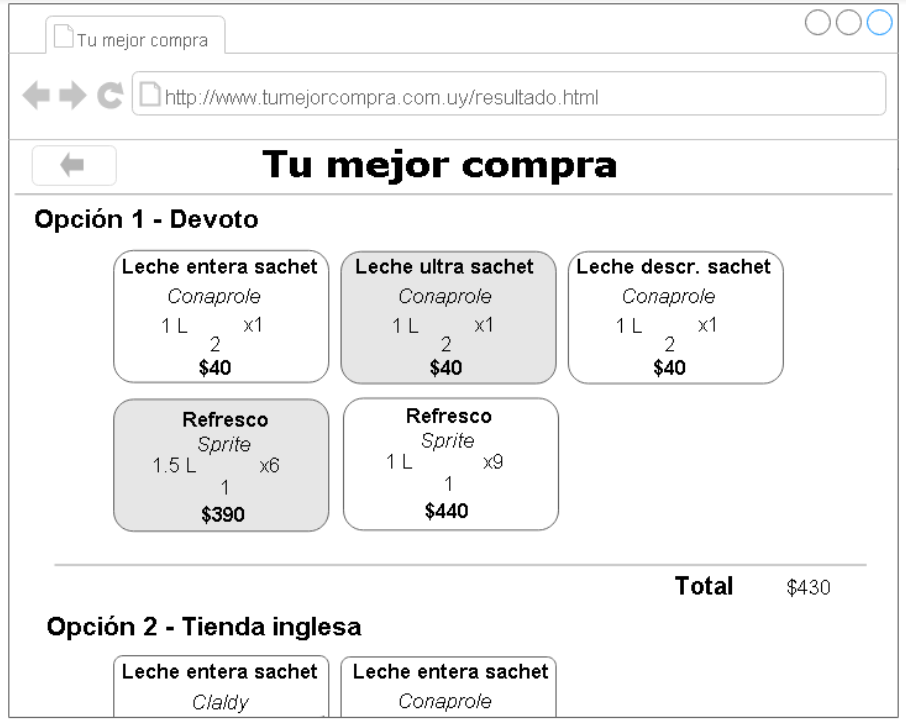 Tu mejor compra
http://www.tumejorcompra.com.uy/resultado.html
Tu mejor compra
Opción 1 - Devoto
Leche entera sachet
Conaprole
1 L x1
2
$40
Leche ultra sachet
Conaprole
1 L x1
2
$40
Leche descr. sachet
Conaprole
1 L x1
2
$40
Refresco
Sprite
1.5 L x6
1
$390
Refresco
Sprite
1 L x9
1
$440
Total $430
Opción 2 - Tienda inglesa
Leche entera sachet
Claldy
Leche entera sachet
Conaprole